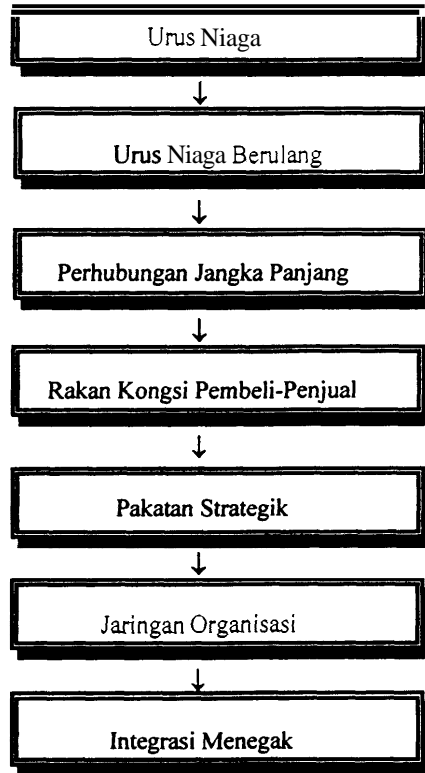 Urus Niaga
Urus Niaga Berulang
Perhubungan Jangka Panjang
Rakan Kongsi Pembeli-Penjual
Pakatan Strategik
Jaringan Organisasi
Integrasi Menegak